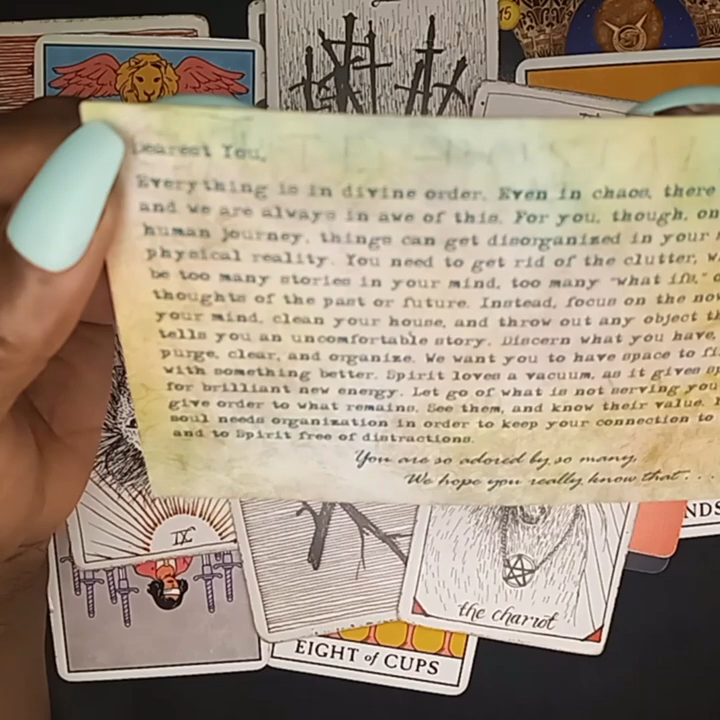 15
Dearest You,
Everything is in divine order. Even in chaos, there
and we are always in awe of this. For you, though, on
human journey, things can get disorganized in your
physical reality. You need to get rid of the clutter,
be too many stories in your mind, too many "what ifs,"
thoughts of the past or future. Instead, focus on the
your mind, clean your house, and throw out any object
tells you an uncomfortable story. Discern what you have,
purge, clear, and organize. We want you to have space to
with something better. Spirit loves a vacuum, as it gives
for brilliant new energy. Let go of what is not serving you
give order to what remains. See them, and know their value.
soul needs organization in order to keep your connection to
and to Spirit free of distractions.
You are so adored by so many,
We hope you really know that . . .
IX
NDS
the chariot
EIGHT of CUPS